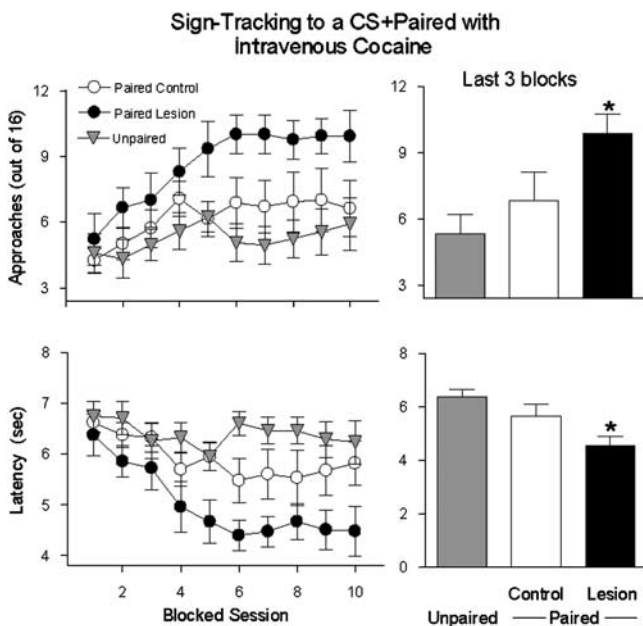 Sign-Tracking to a CS+Paired with
Intravenous Cocaine
Paired Control
Paired Lesion
Unpaired
Approaches (out of 16)
12
9
6
3
Last 3 blocks
12
9
6
3
*
Latency (sec)
8
7
6
5
4
2 4 6 8 10
Blocked Session
8
6
4
2
0
*
Control Lesion
Unpaired Paired